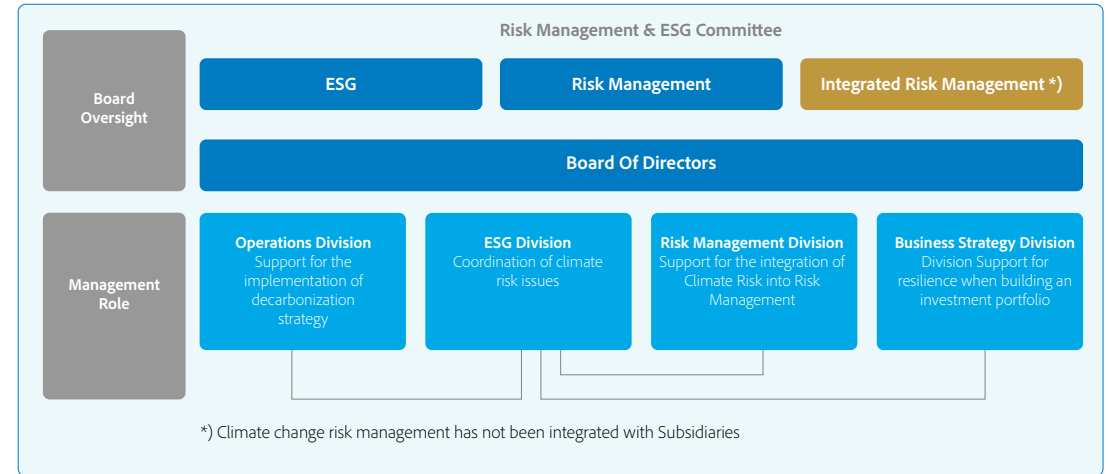 Risk Management & ESG Committee
Board
Oversight
ESG
Risk Management
Integrated Risk Management *)
Board Of Directors
Management
Role
Operations Division
Support for the
implementation of
decarbonization
strategy
ESG Division
Coordination of climate
risk issues
Risk Management Division
Support for the integration of
Climate Risk into Risk
Management
Business Strategy Division
Division Support for
resilience when building an
investment portfolio
*) Climate change risk management has not been integrated with Subsidiaries